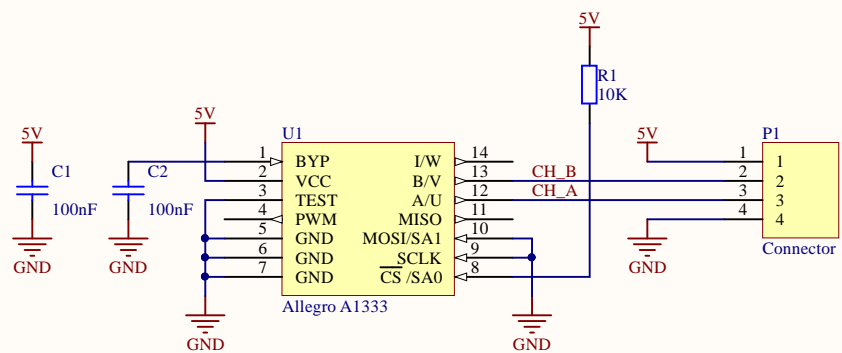 5V
R1
10K
5V
U1
5V
P1
5V
C1
100nF
C2
100nF
1 BYP I/W 14
2 VCC B/V 13 CH_B
3 TEST A/U 12 CH_A
4 PWM MISO 11
5 GND MOSI/SA1 10
6 GND SCLK 9
7 GND CS /SA0 8
1 1
2 2
3 3
4 4
GND
GND
GND
Connector
Allegro A1333
GND
GND